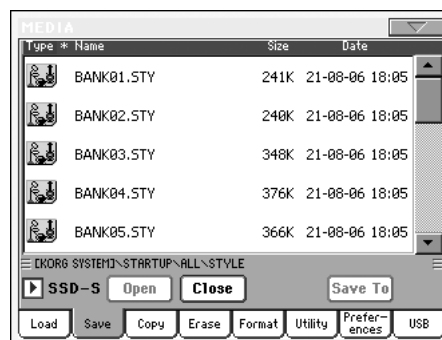 MEDIA
Type * Name Size Date
BANK01.STY 241K 21-08-06 18:05
BANK02.STY 240K 21-08-06 18:05
BANK03.STY 348K 21-08-06 18:05
BANK04.STY 376K 21-08-06 18:05
BANK05.STY 366K 21-08-06 18:05
[KORG SYSTEM]\STARTUP\ALL\STYLE
SSD-S Open Close Save To
Load Save Copy Erase Format Utility Prefer-ences USB